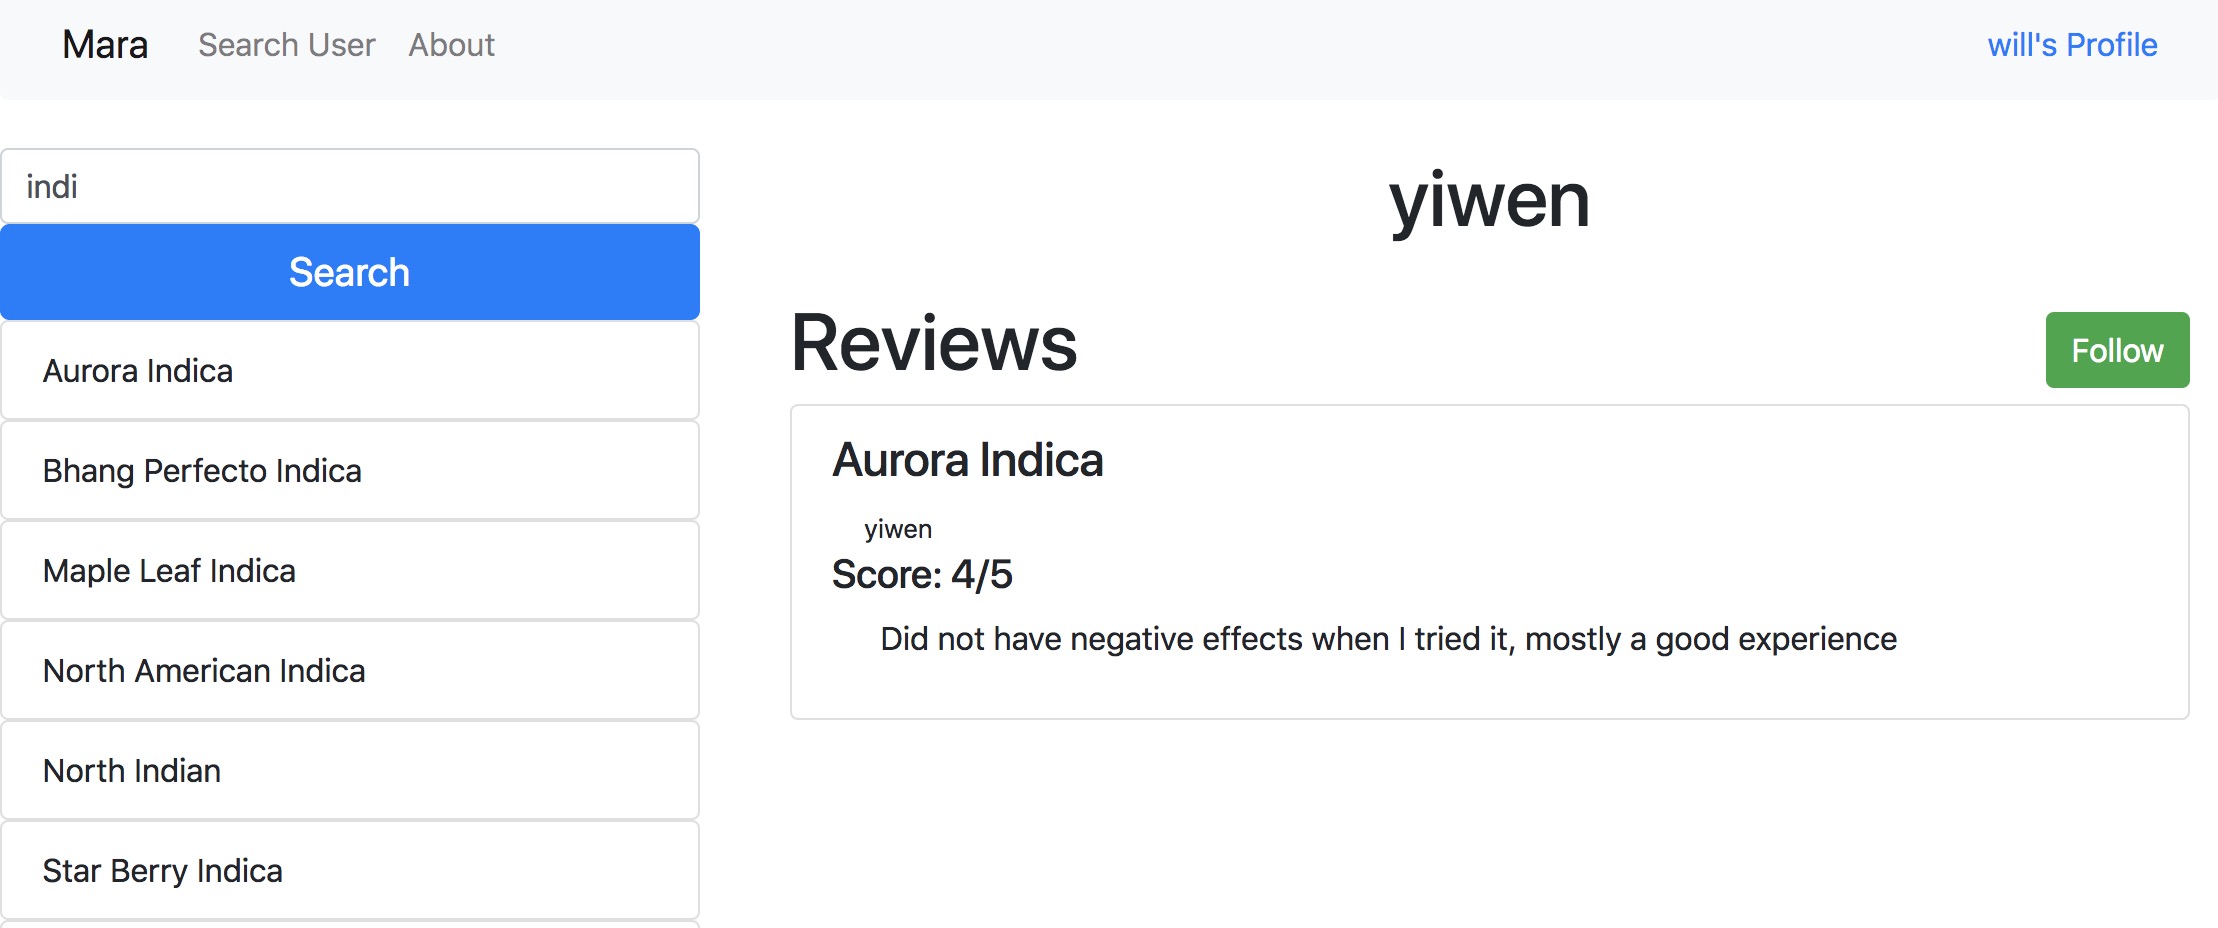 Mara Search User About will's Profile
indi
Search
Aurora Indica
Bhang Perfecto Indica
Maple Leaf Indica
North American Indica
North Indian
Star Berry Indica
yiwen
Reviews
Follow
Aurora Indica
yiwen
Score: 4/5
Did not have negative effects when I tried it, mostly a good experience